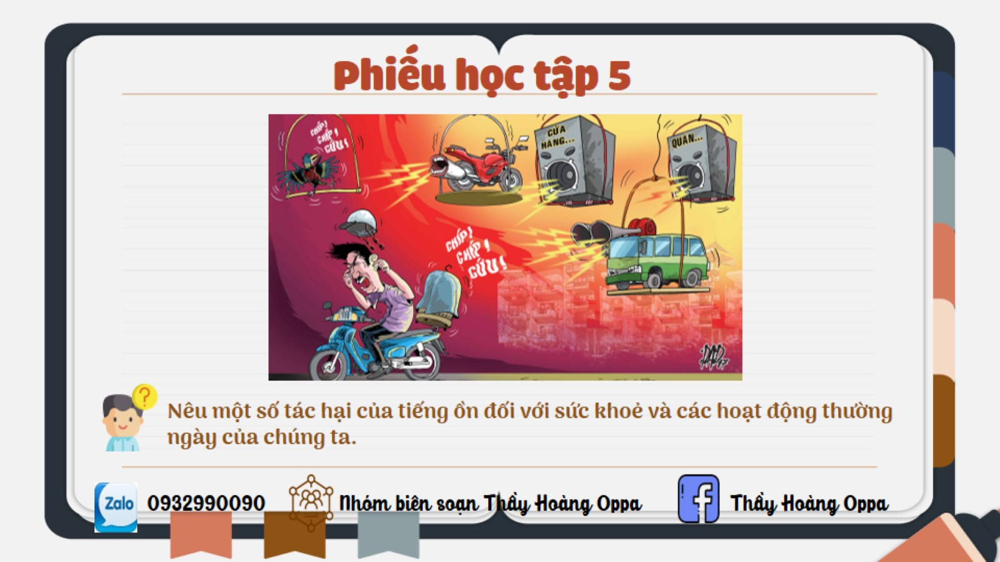 Phiếu học tập 5
CHÍP!
CHÍP!
CỨU!
CỬA
HÀNG...
QUÁN...
CHÍP!
CHÍP!
CỨU!
Nêu một số tác hại của tiếng ồn đối với sức khoẻ và các hoạt động thường
ngày của chúng ta.
Zalo 0932990090
Nhóm biên soạn Thầy Hoàng Oppa
Thầy Hoàng Oppa